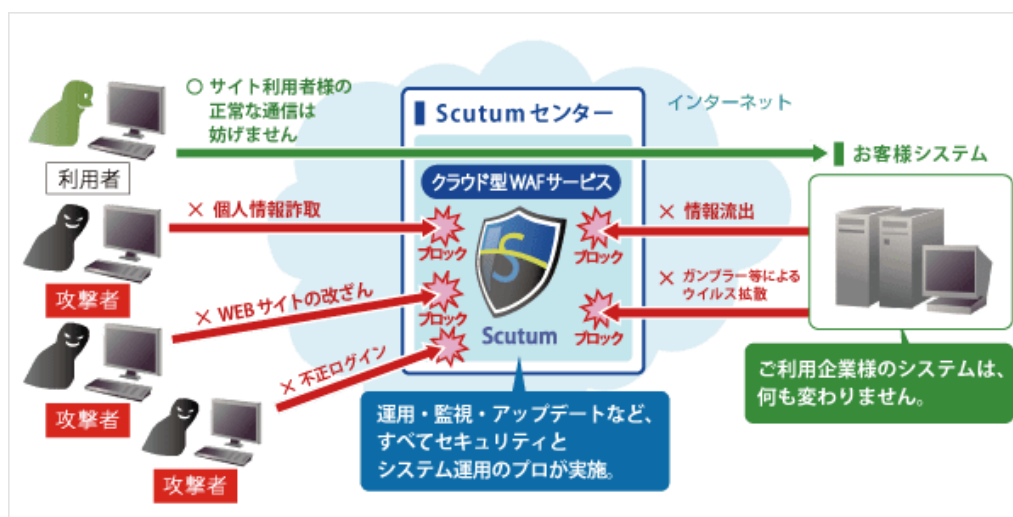 ○ サイト利用者様の
正常な通信は
妨げません
利用者
Scutumセンター
インターネット
お客様システム
クラウド型WAFサービス
× 個人情報詐取
ブロック
× 情報流出
ブロック
攻撃者
× WEBサイトの改ざん
ブロック
× ガンブラー等による
ウイルス拡散
ブロック
Scutum
攻撃者
× 不正ログイン
攻撃者
運用・監視・アップデートなど、
すべてセキュリティと
システム運用のプロが実施。
ご利用企業様のシステムは、
何も変わりません。